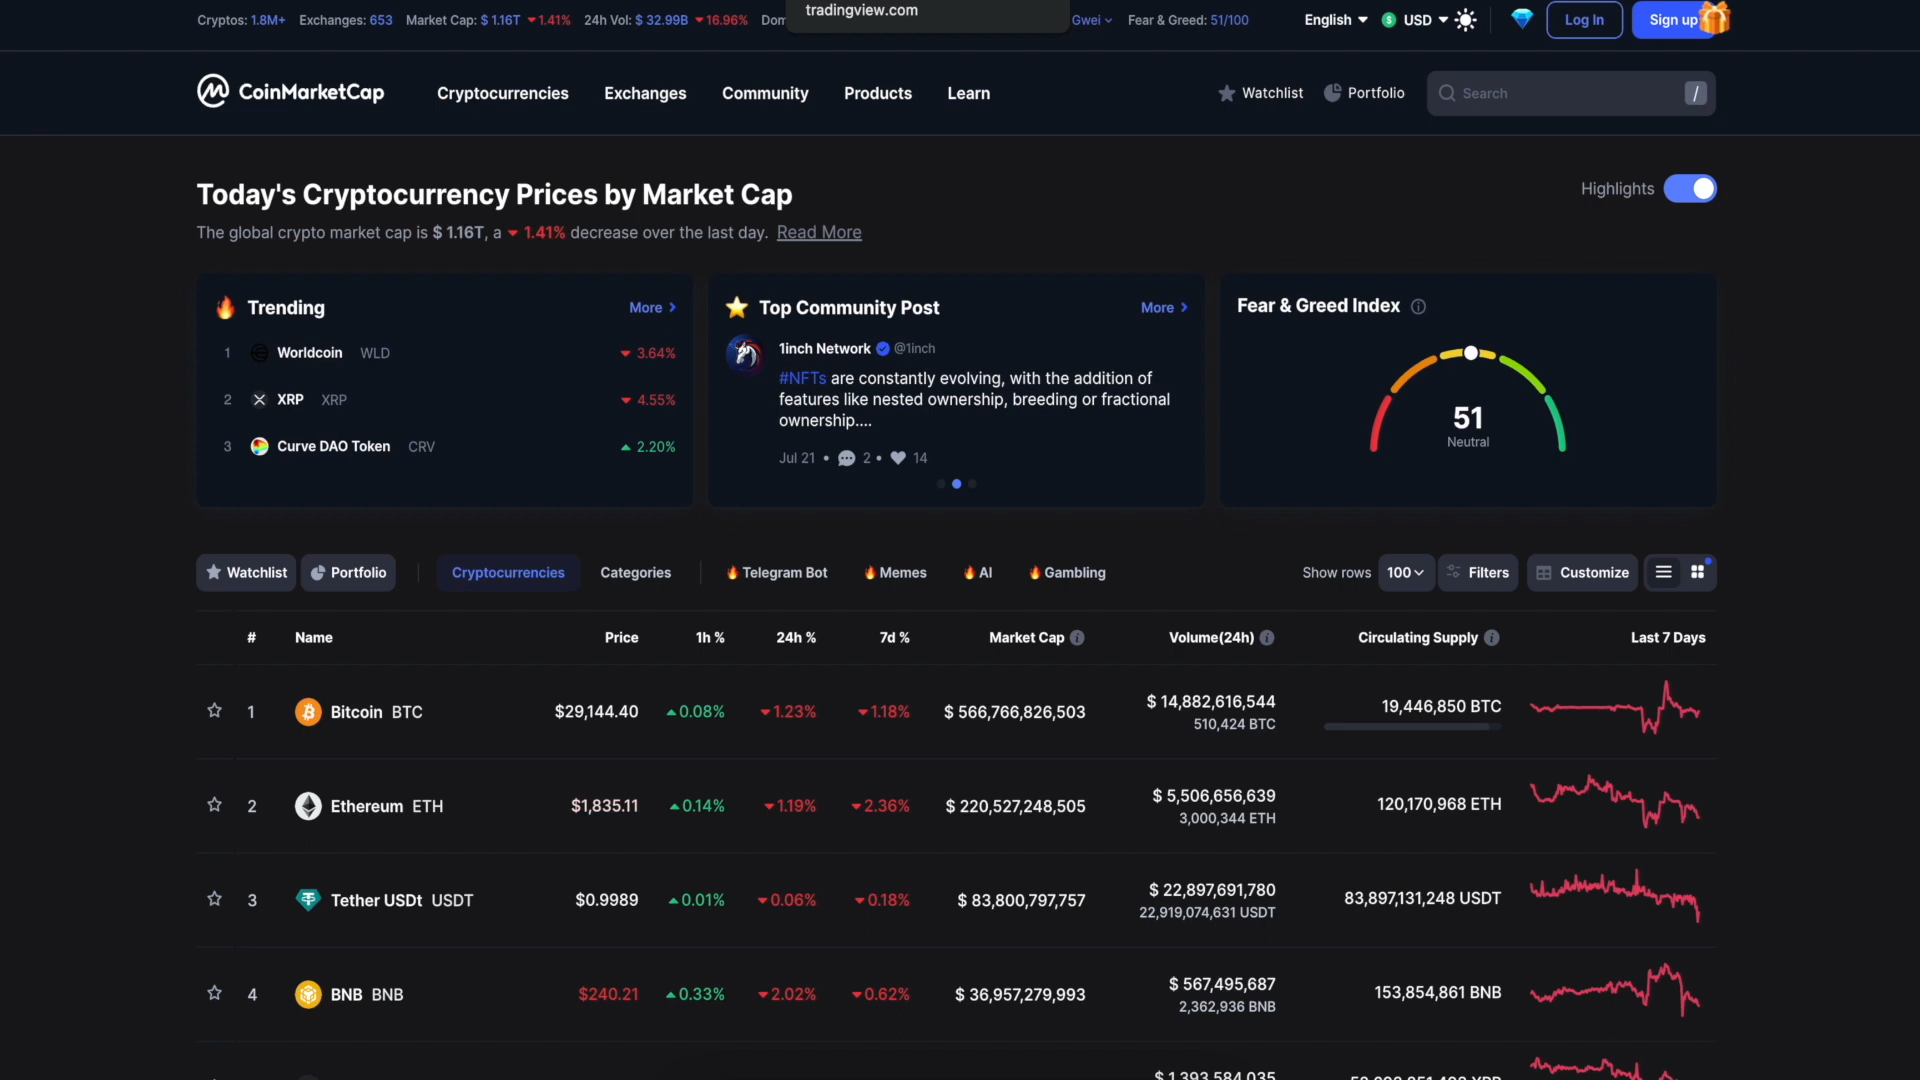 Cryptos: 1.8M+ Exchanges: 653 Market Cap: $ 1.16T 1.41% 24h Vol: $ 32.99B 16.96% Dom Gwei Fear & Greed: 51/100 English USD Log In Sign up
tradingview.com
CoinMarketCap Cryptocurrencies Exchanges Community Products Learn Watchlist Portfolio Search /
Today's Cryptocurrency Prices by Market Cap Highlights
The global crypto market cap is $ 1.16T, a 1.41% decrease over the last day. Read More
Trending More
1 Worldcoin WLD 3.64%
2 XRP XRP 4.55%
3 Curve DAO Token CRV 2.20%
Top Community Post More
1inch Network @1inch
#NFTs are constantly evolving, with the addition of
features like nested ownership, breeding or fractional
ownership....
Jul 21 • 2 • 14
Fear & Greed Index
51
Neutral
Watchlist Portfolio Cryptocurrencies Categories Telegram Bot Memes AI Gambling Show rows 100 Filters Customize
# Name Price 1h % 24h % 7d % Market Cap Volume(24h) Circulating Supply Last 7 Days
1 Bitcoin BTC $29,144.40 0.08% 1.23% 1.18% $ 566,766,826,503 $ 14,882,616,544 19,446,850 BTC
510,424 BTC
2 Ethereum ETH $1,835.11 0.14% 1.19% 2.36% $ 220,527,248,505 $ 5,506,656,639 120,170,968 ETH
3,000,344 ETH
3 Tether USDt USDT $0.9989 0.01% 0.06% 0.18% $ 83,800,797,757 $ 22,897,691,780 83,897,131,248 USDT
22,919,074,631 USDT
4 BNB BNB $240.21 0.33% 2.02% 0.62% $ 36,957,279,993 $ 567,495,687 153,854,861 BNB
2,362,936 BNB
$ 1,393,584,035